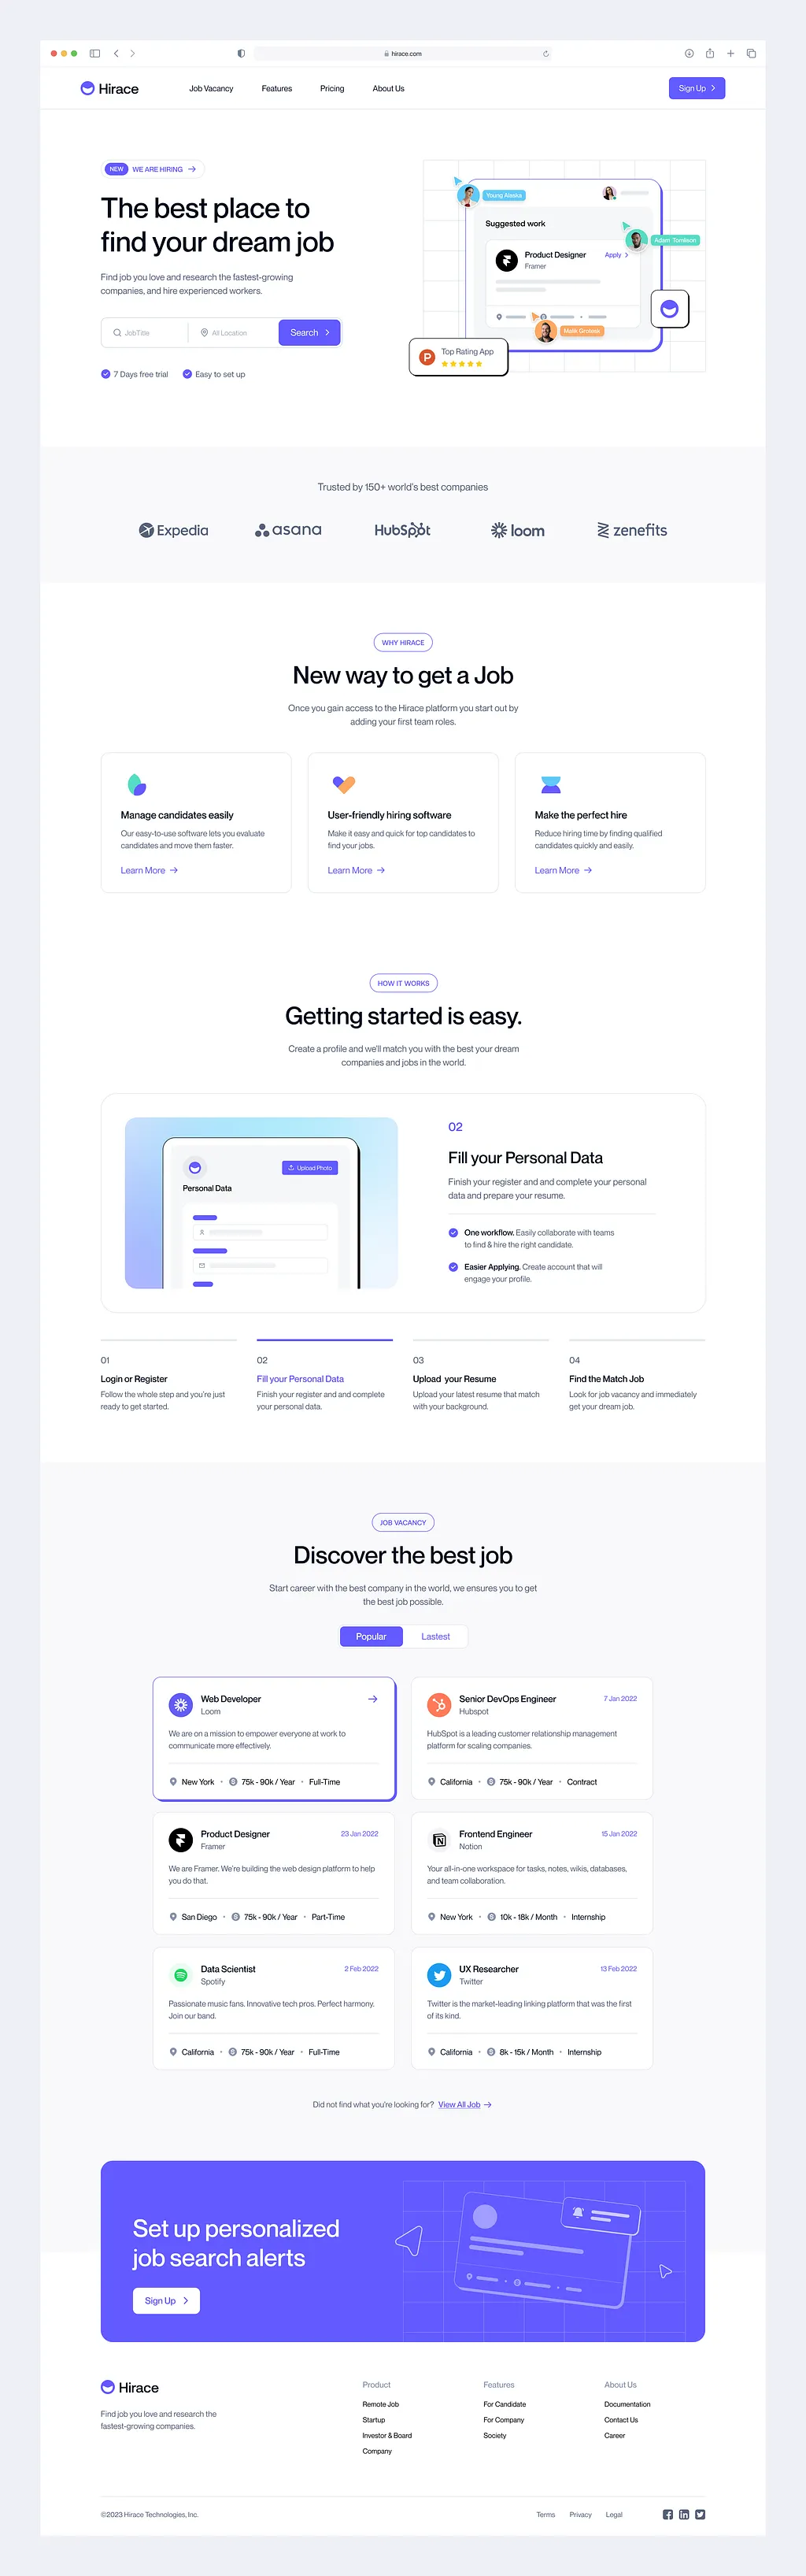 hirace.com
Hirace
Job Vacancy
Features
Pricing
About Us
Sign Up
NEW WE ARE HIRING
The best place to
find your dream job
Find job you love and research the fastest-growing
companies, and hire experienced workers.
JobTitle
All Location
Search
7 Days free trial
Easy to set up
Young Alaska
Suggested work
Adam Tomilson
Product Designer
Apply
Framer
Top Rating App
Trusted by 150+ world's best companies
Expedia
asana
HubSpot
loom
zenefits
WHY HIRACE
New way to get a Job
Once you gain access to the Hirace platform you start out by
adding your first team roles.
Manage candidates easily
Our easy-to-use software lets you evaluate
candidates and move them faster.
Learn More
User-friendly hiring software
Make it easy and quick for top candidates to
find your jobs.
Learn More
Make the perfect hire
Reduce hiring time by finding qualified
candidates quickly and easily.
Learn More
HOW IT WORKS
Getting started is easy.
Create a profile and we'll match you with the best your dream
companies and jobs in the world.
Upload Photo
Personal Data
02
Fill your Personal Data
Finish your register and and complete your personal
data and prepare your resume.
One workflow. Easily collaborate with teams
to find & hire the right candidate.
Easier Applying. Create account that will
engage your profile.
01
Login or Register
Follow the whole step and you're just
ready to get started.
02
Fill your Personal Data
Finish your register and and complete
your personal data.
03
Upload your Resume
Upload your latest resume that match
with your background.
04
Find the Match Job
Look for job vacancy and immediately
get your dream job.
JOB VACANCY
Discover the best job
Start career with the best company in the world, we ensures you to get
the best job possible.
Popular
Lastest
Web Developer
Loom
We are on a mission to empower everyone at work to
communicate more effectively.
New York • 75k - 90k / Year • Full-Time
Senior DevOps Engineer
7 Jan 2022
Hubspot
HubSpot is a leading customer relationship management
platform for scaling companies.
California • 75k - 90k / Year • Contract
Product Designer
23 Jan 2022
Framer
We are Framer. We're building the web design platform to help
you do that.
San Diego • 75k - 90k / Year • Part-Time
Frontend Engineer
15 Jan 2022
Notion
Your all-in-one workspace for tasks, notes, wikis, databases,
and team collaboration.
New York • 10k - 18k / Month • Internship
Data Scientist
2 Feb 2022
Spotify
Passionate music fans. Innovative tech pros. Perfect harmony.
Join our band.
California • 75k - 90k / Year • Full-Time
UX Researcher
13 Feb 2022
Twitter
Twitter is the market-leading linking platform that was the first
of its kind.
California • 8k - 15k / Month • Internship
Did not find what you're looking for? View All Job
Set up personalized
job search alerts
Sign Up
Hirace
Find job you love and research the
fastest-growing companies.
Product
Remote Job
Startup
Investor & Board
Company
Features
For Candidate
For Company
Society
About Us
Documentation
Contact Us
Career
©2023 Hirace Technologies, Inc.
Terms
Privacy
Legal